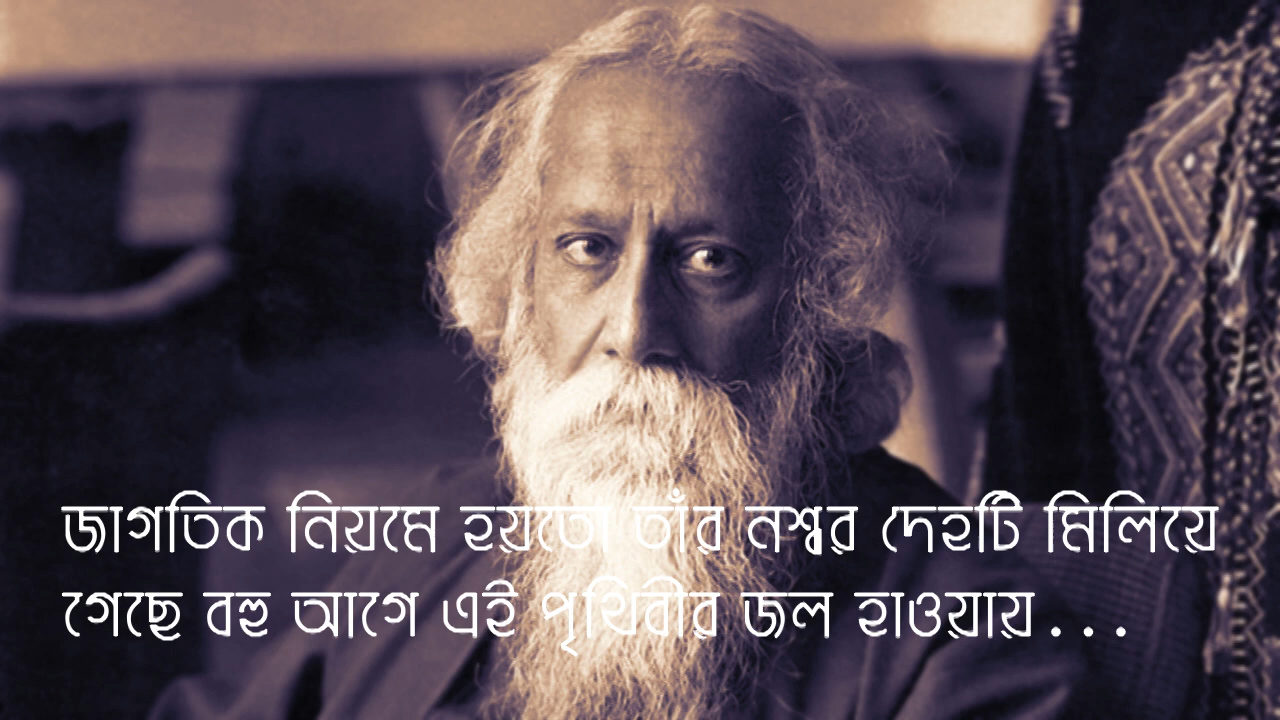 জাগতিক নিয়মে হয়তো তাঁর নশ্বর দেহটি মিলিয়ে
গেছে বহু আগে এই পৃথিবীর জল হাওয়ায়...